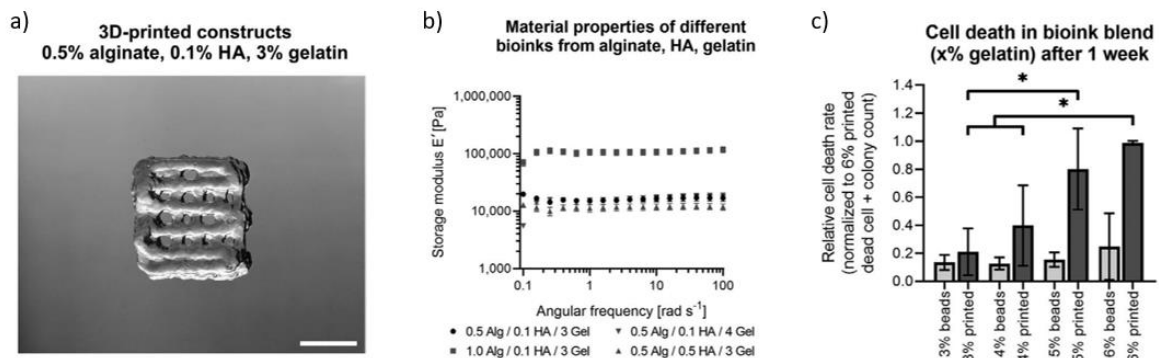 a)
3D-printed constructs
0.5% alginate, 0.1% HA, 3% gelatin
b)
Material properties of different
bioinks from alginate, HA, gelatin
Storage modulus E′ [Pa]
1,000,000
100,000
10,000
1,000
0.1
1
10
100
Angular frequency [rad s⁻¹]
0.5 Alg / 0.1 HA / 3 Gel
0.5 Alg / 0.1 HA / 4 Gel
1.0 Alg / 0.1 HA / 3 Gel
0.5 Alg / 0.5 HA / 3 Gel
c)
Cell death in bioink blend
(x% gelatin) after 1 week
Relative cell death rate
(normalized to 6% printed
dead cell + colony count)
1.4
1.2
1.0
0.8
0.6
0.4
0.2
0.0
*
*
3% beads
3% printed
4% beads
4% printed
5% beads
5% printed
6% beads
6% printed